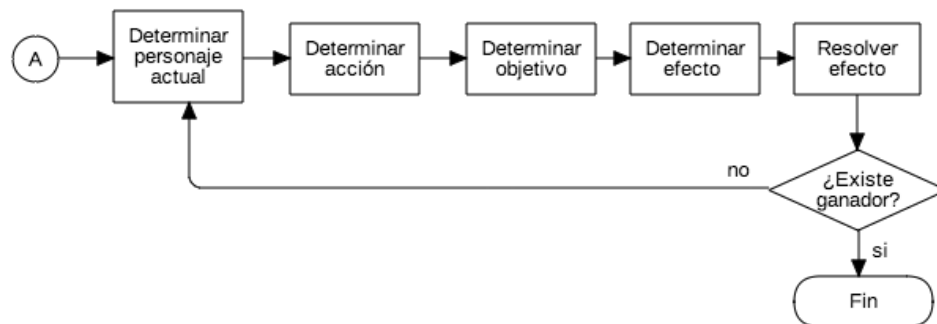 A
Determinar
personaje
actual
Determinar
acción
Determinar
objetivo
Determinar
efecto
Resolver
efecto
no
¿Existe
ganador?
si
Fin